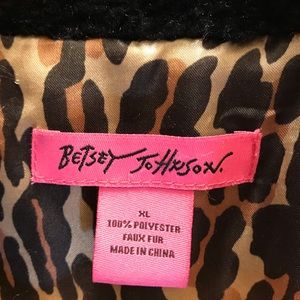 BETSEY JOHNSON.
XL
100% POLYESTER
FAUX FUR
MADE IN CHINA